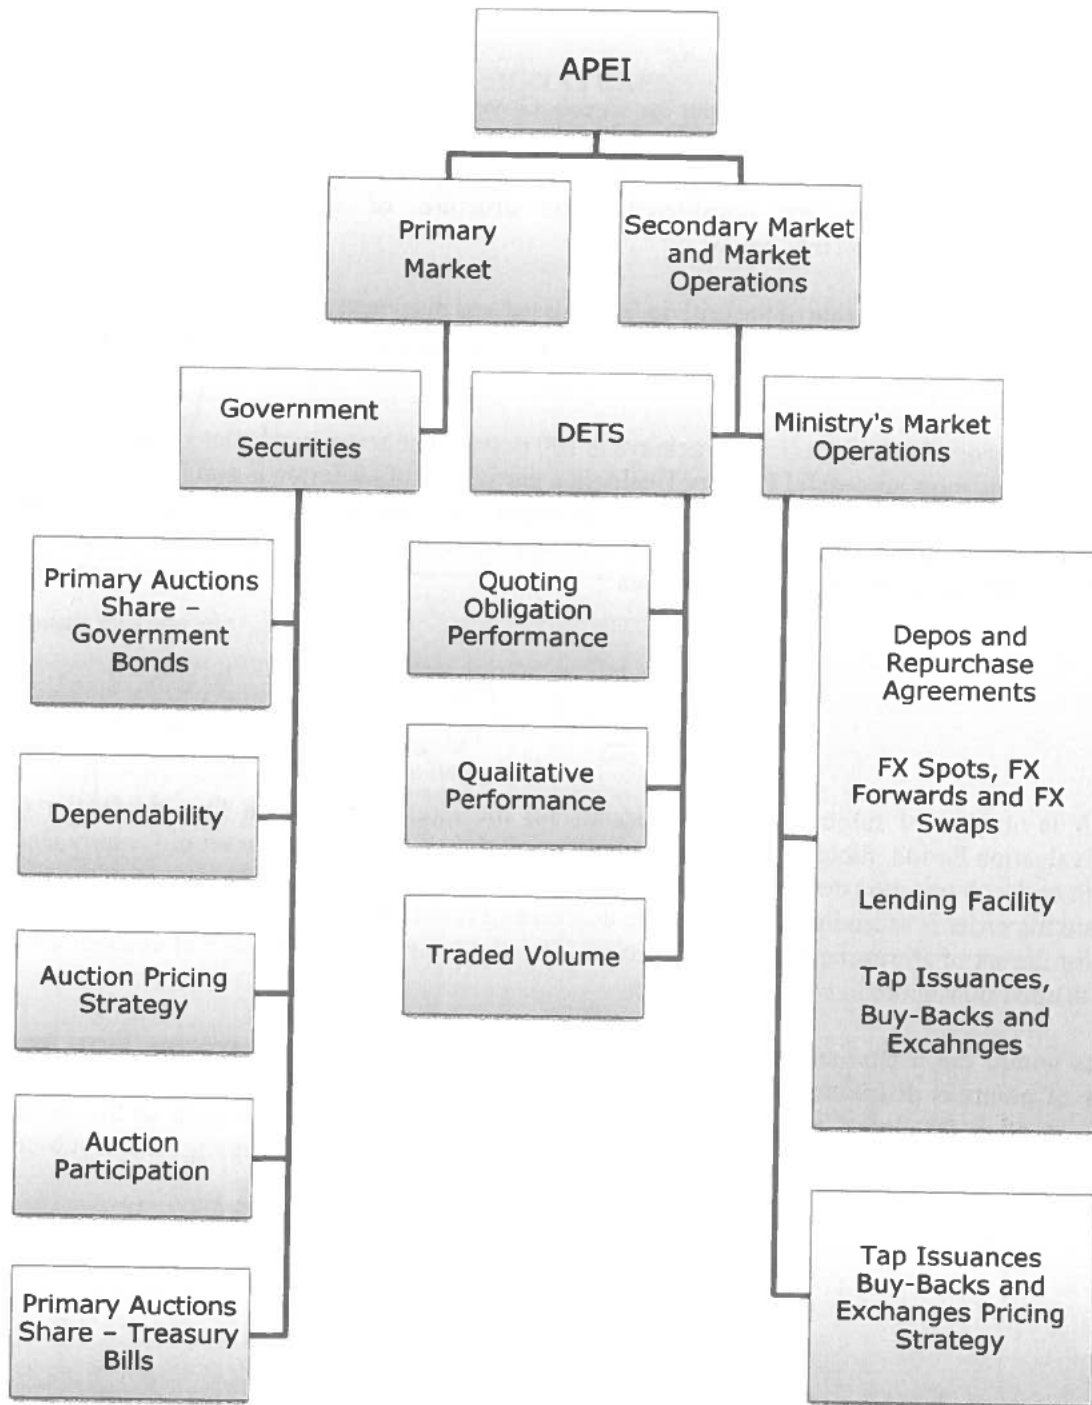 APEI
Primary
Market
Secondary Market
and Market
Operations
Government
Securities
DETS
Ministry's Market
Operations
Primary Auctions
Share –
Government
Bonds
Dependability
Auction Pricing
Strategy
Auction
Participation
Primary Auctions
Share – Treasury
Bills
Quoting
Obligation
Performance
Qualitative
Performance
Traded Volume
Depos and
Repurchase
Agreements
FX Spots, FX
Forwards and FX
Swaps
Lending Facility
Tap Issuances,
Buy-Backs and
Excahnges
Tap Issuances
Buy-Backs and
Exchanges Pricing
Strategy